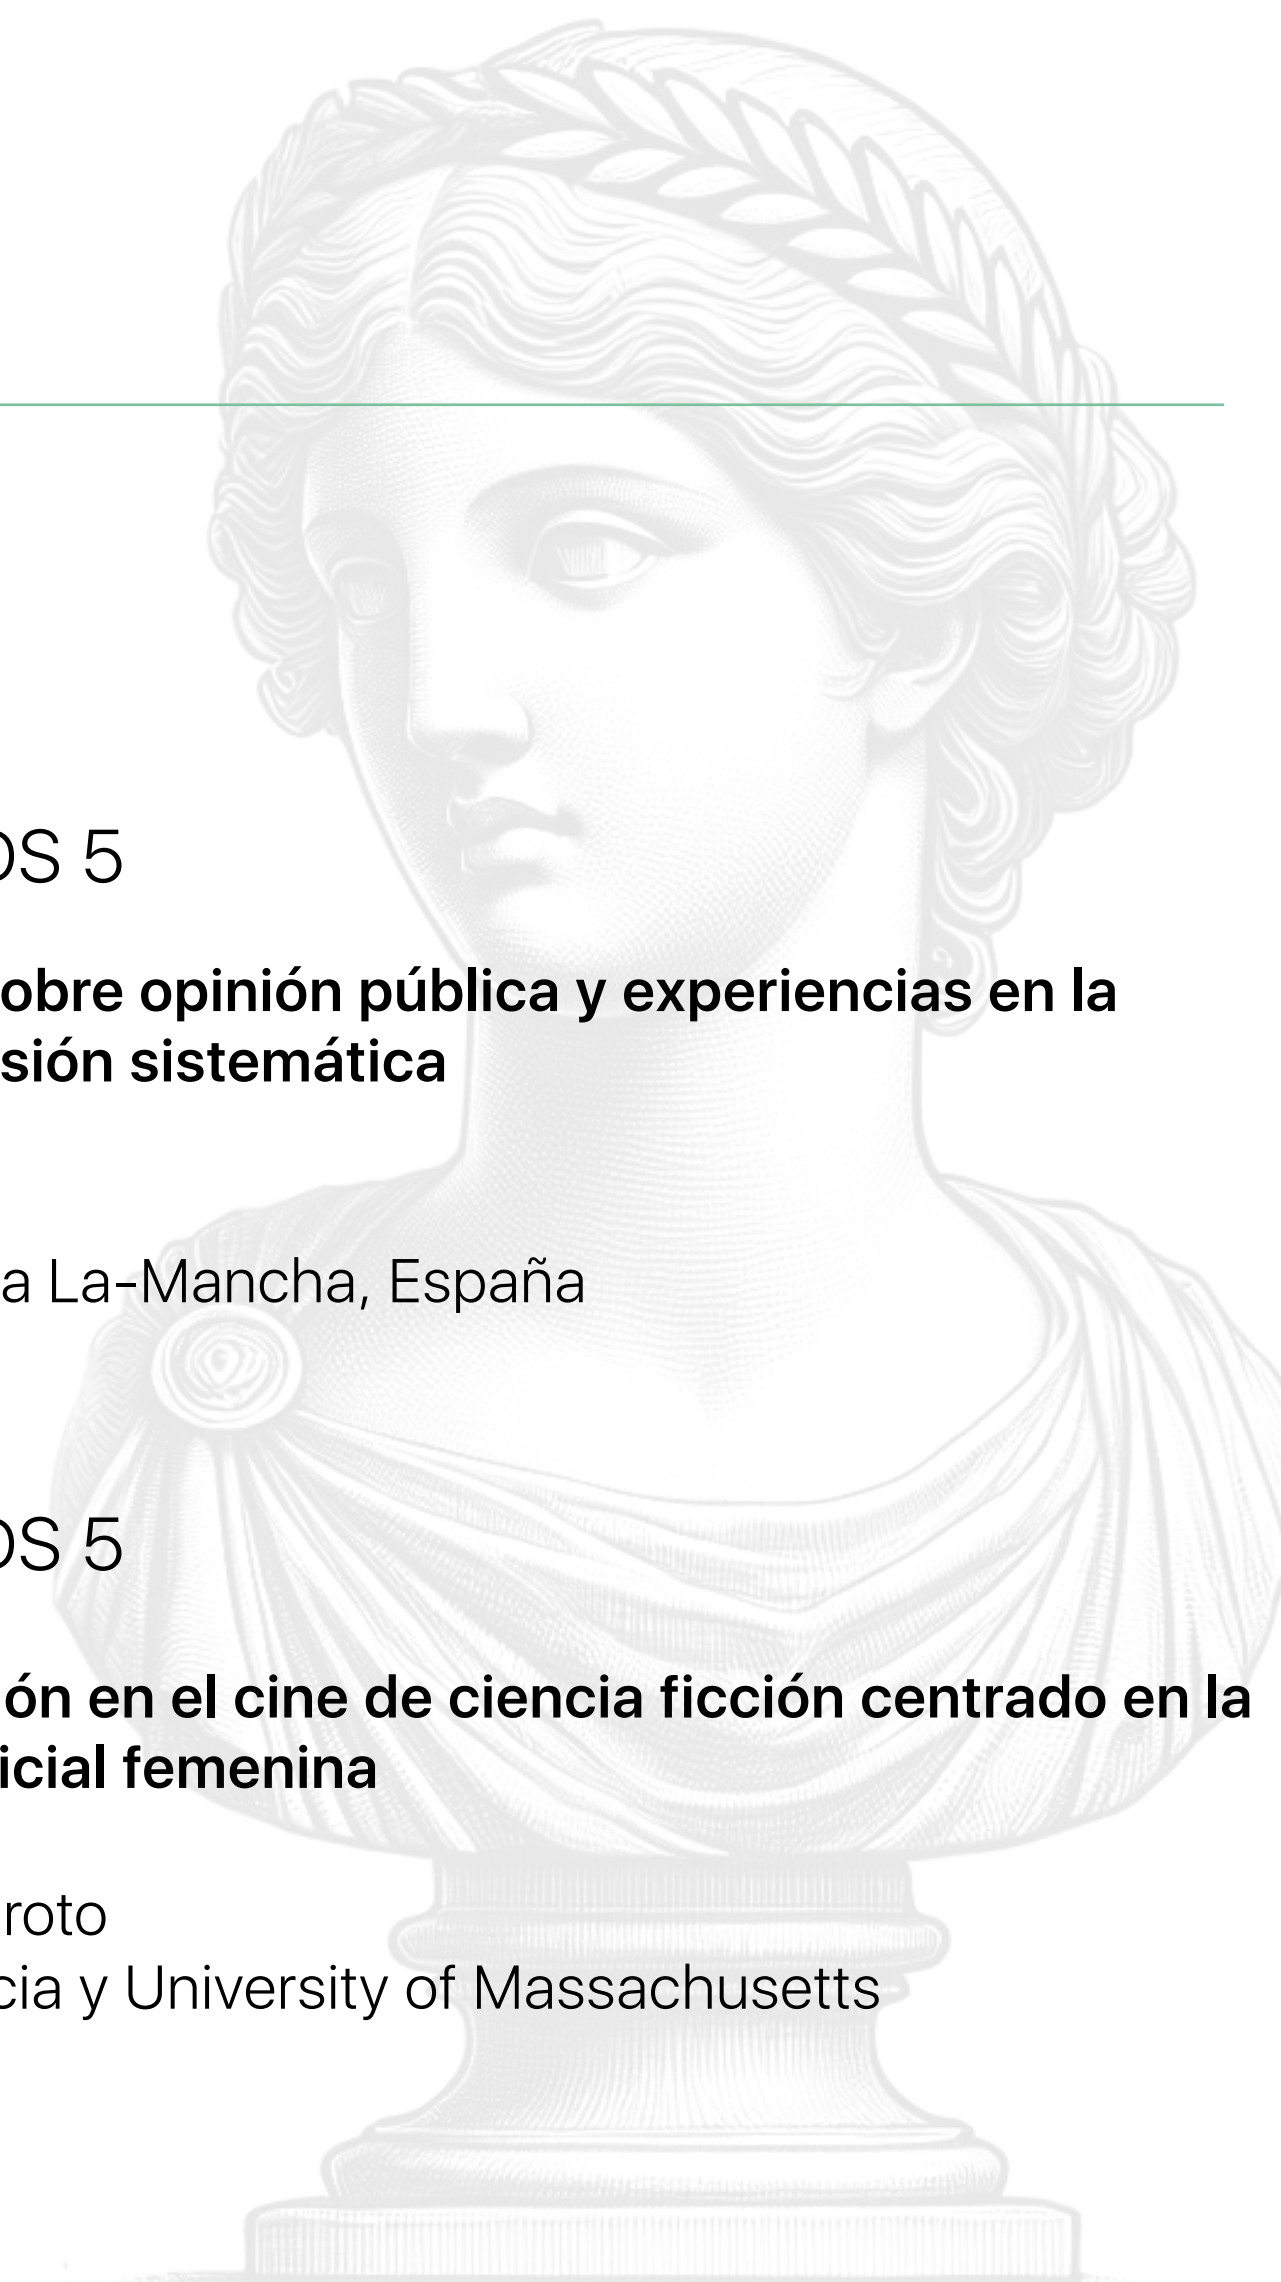 OS 5
obre opinión pública y experiencias en la
sión sistemática
a La-Mancha, España
OS 5
ón en el cine de ciencia ficción centrado en la
icial femenina
roto
cia y University of Massachusetts